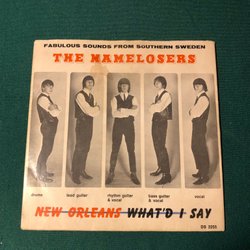 FABULOUS SOUNDS FROM SOUTHERN SWEDEN
THE NAMELOSERS
drums lead guitar rhythm guitar & vocal bass guitar & vocal vocal
NEW ORLEANS WHAT'D I SAY